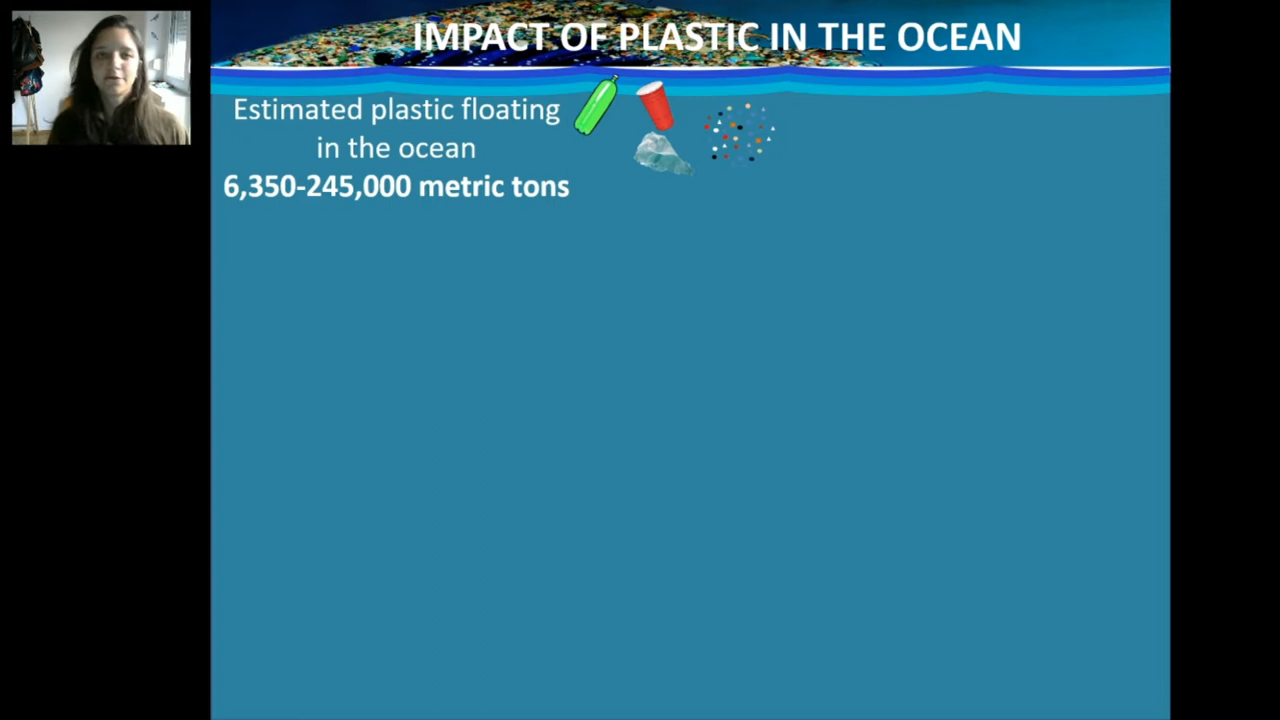 IMPACT OF PLASTIC IN THE OCEAN
Estimated plastic floating
in the ocean
6,350-245,000 metric tons